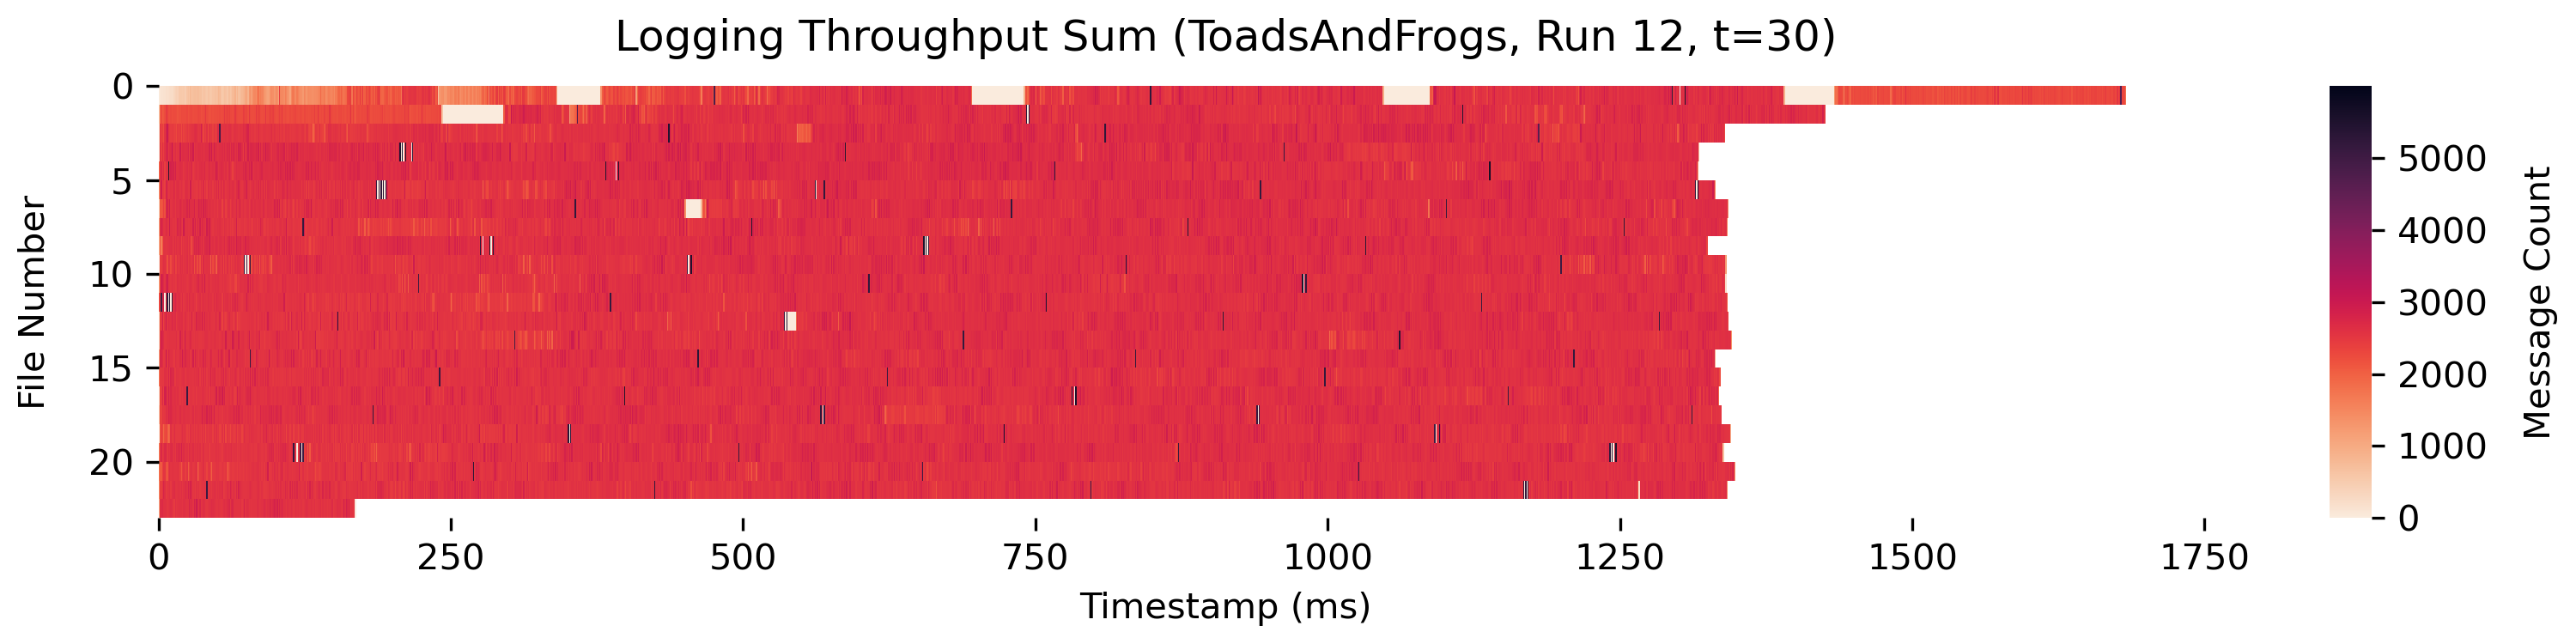 Logging Throughput Sum (ToadsAndFrogs, Run 12, t=30)
File Number
0
5
10
15
20
0 250 500 750 1000 1250 1500 1750
Timestamp (ms)
5000
4000
3000
2000
1000
0
Message Count